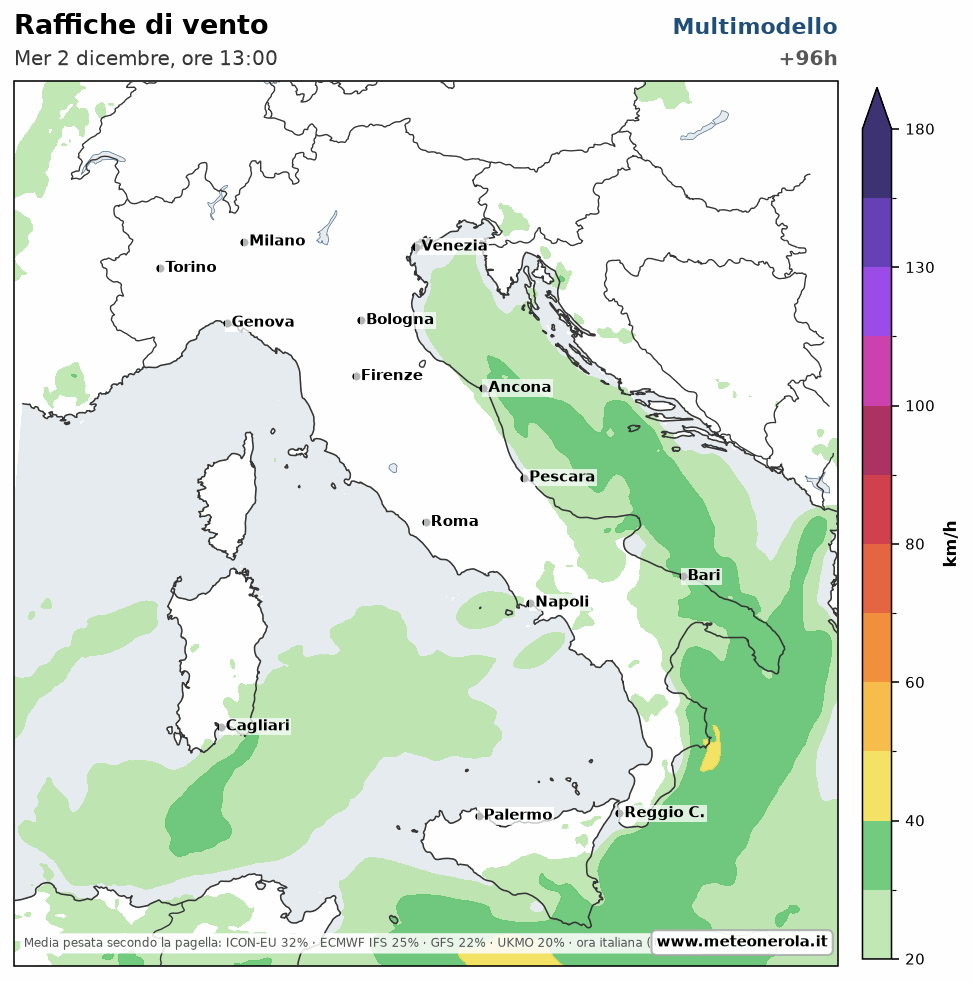 Raffiche di vento
Multimodello
Mer 2 dicembre, ore 13:00
+96h
180
130
100
80
60
40
20
km/h
Milano
Venezia
Torino
Genova
Bologna
Firenze
Ancona
Pescara
Roma
Bari
Napoli
Cagliari
Palermo
Reggio C.
Media pesata secondo la pagella: ICON-EU 32% · ECMWF IFS 25% · GFS 22% · UKMO 20% · ora italiana (
www.meteonerola.it